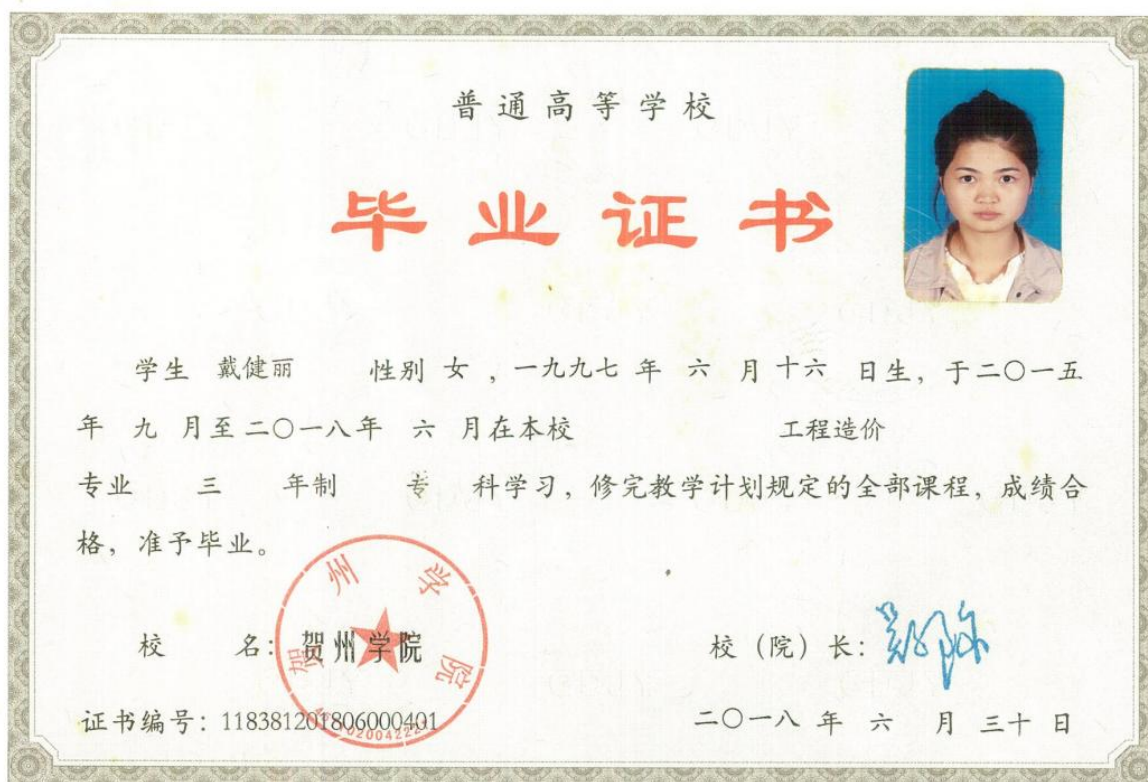 普通高等学校
毕业证书
学生 戴健丽 性别 女 ，一九九七 年 六 月 十六 日生，于二〇一五
年 九 月至 二〇一八年 六 月在本校 工程造价
专业 三 年制 专 科学习，修完教学计划规定的全部课程，成绩合
格，准予毕业。
贺州学院
校 名：贺州学院 校（院）长：
证书编号：118381201806000401 二〇一八 年 六 月 三十 日